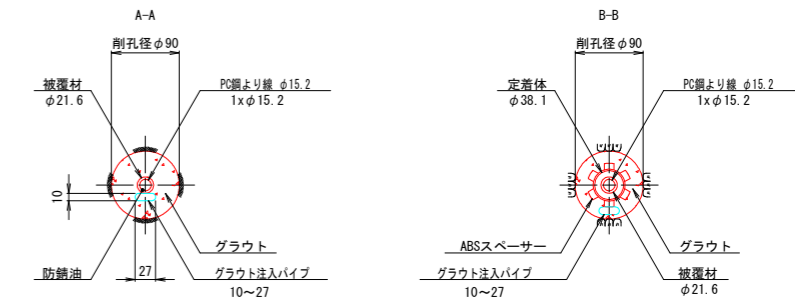 A-A
削孔径φ90
被覆材
φ21.6
PC鋼より線 φ15.2
1xφ15.2
10
防錆油
27
グラウト
グラウト注入パイプ
10～27
B-B
削孔径φ90
定着体
φ38.1
PC鋼より線 φ15.2
1xφ15.2
ABSスペーサー
グラウト
グラウト注入パイプ
10～27
被覆材
φ21.6